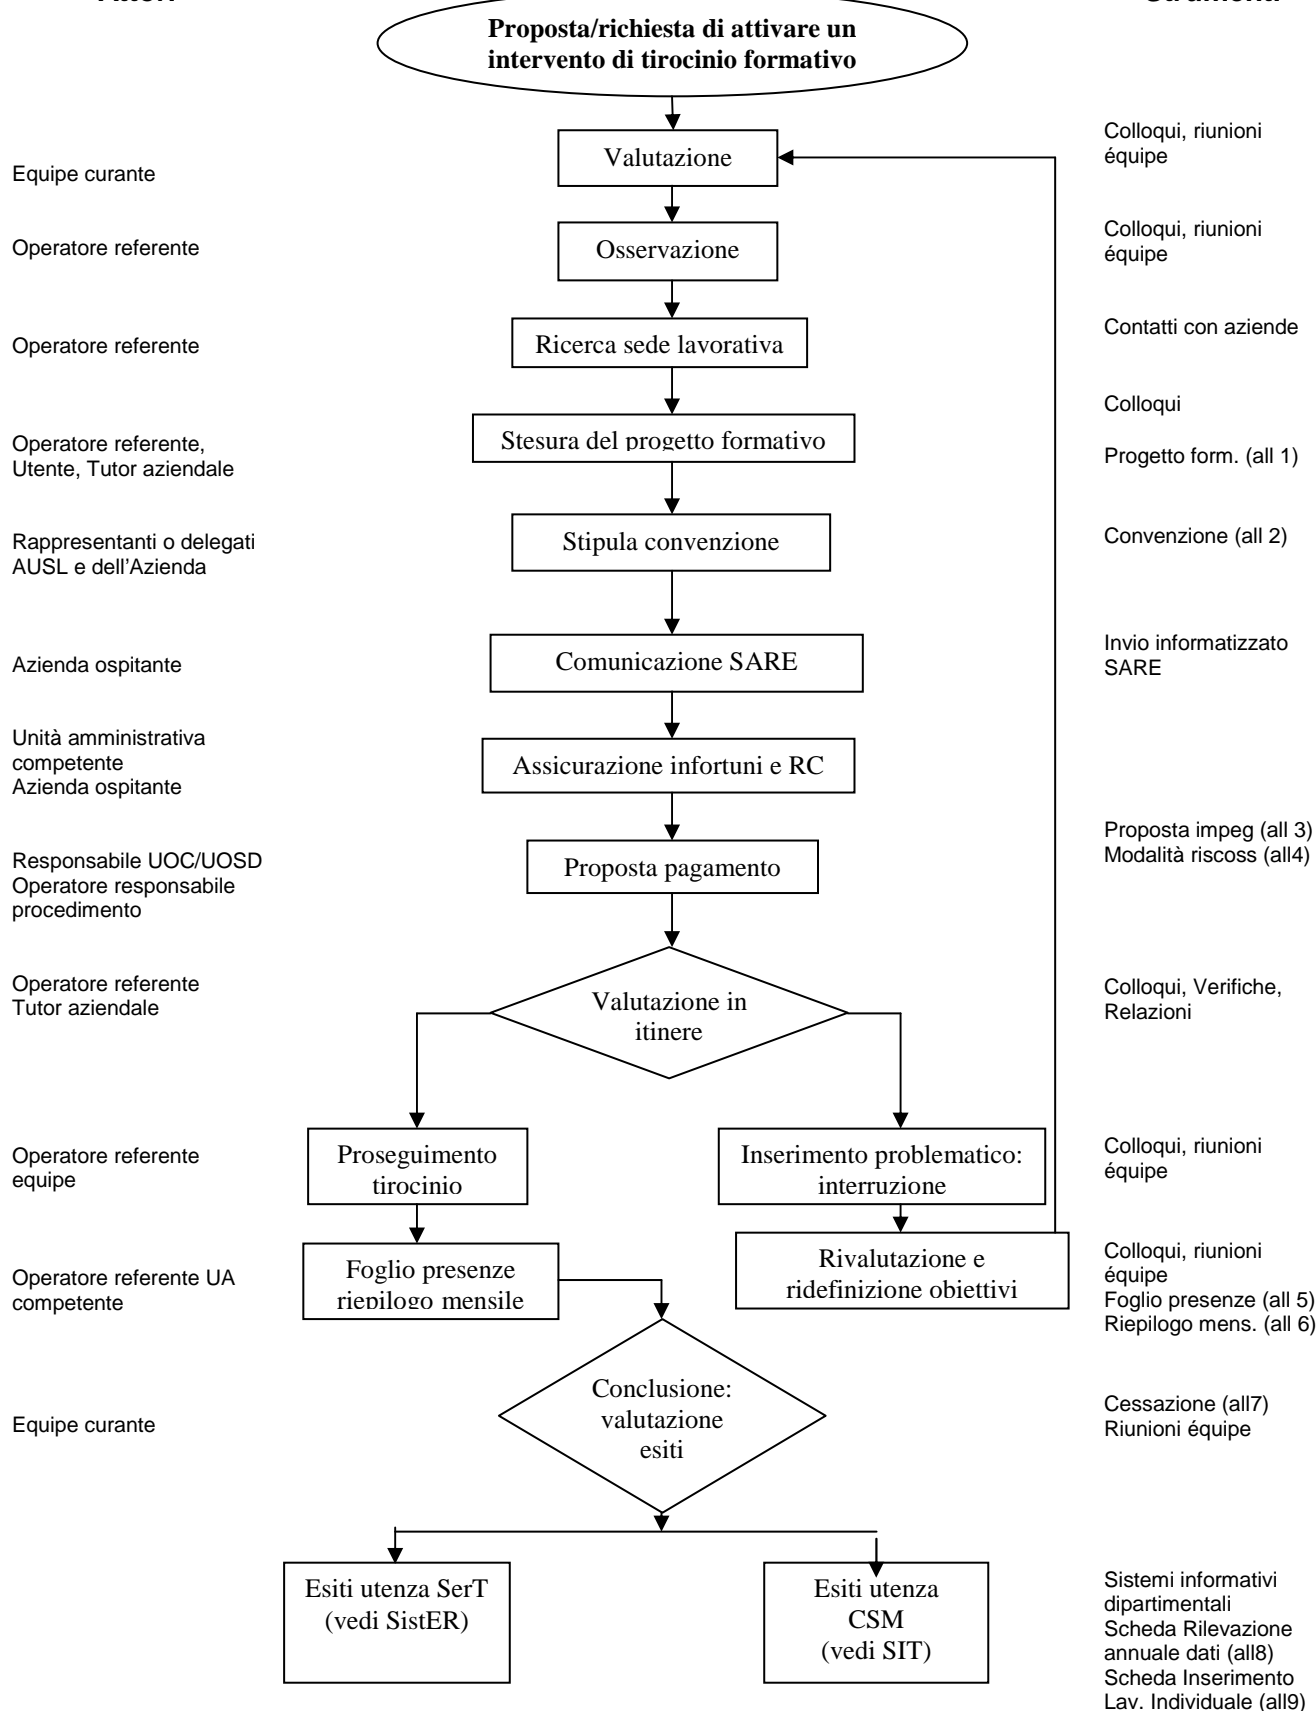 Proposta/richiesta di attivare un
intervento di tirocinio formativo
Equipe curante
Valutazione
Colloqui, riunioni
équipe
Operatore referente
Osservazione
Colloqui, riunioni
équipe
Operatore referente
Ricerca sede lavorativa
Contatti con aziende
Operatore referente,
Utente, Tutor aziendale
Stesura del progetto formativo
Colloqui
Progetto form. (all 1)
Rappresentanti o delegati
AUSL e dell'Azienda
Stipula convenzione
Convenzione (all 2)
Azienda ospitante
Comunicazione SARE
Invio informatizzato
SARE
Unità amministrativa
competente
Azienda ospitante
Assicurazione infortuni e RC
Responsabile UOC/UOSD
Operatore responsabile
procedimento
Proposta pagamento
Proposta impeg (all 3)
Modalità riscoss (all4)
Operatore referente
Tutor aziendale
Valutazione in
itinere
Colloqui, Verifiche,
Relazioni
Operatore referente
equipe
Proseguimento
tirocinio
Inserimento problematico:
interruzione
Colloqui, riunioni
équipe
Operatore referente UA
competente
Foglio presenze
riepilogo mensile
Rivalutazione e
ridefinizione obiettivi
Colloqui, riunioni
équipe
Foglio presenze (all 5)
Riepilogo mens. (all 6)
Equipe curante
Conclusione:
valutazione
esiti
Cessazione (all7)
Riunioni équipe
Esiti utenza SerT
(vedi SistER)
Esiti utenza
CSM
(vedi SIT)
Sistemi informativi
dipartimentali
Scheda Rilevazione
annuale dati (all8)
Scheda Inserimento
Lav. Individuale (all9)